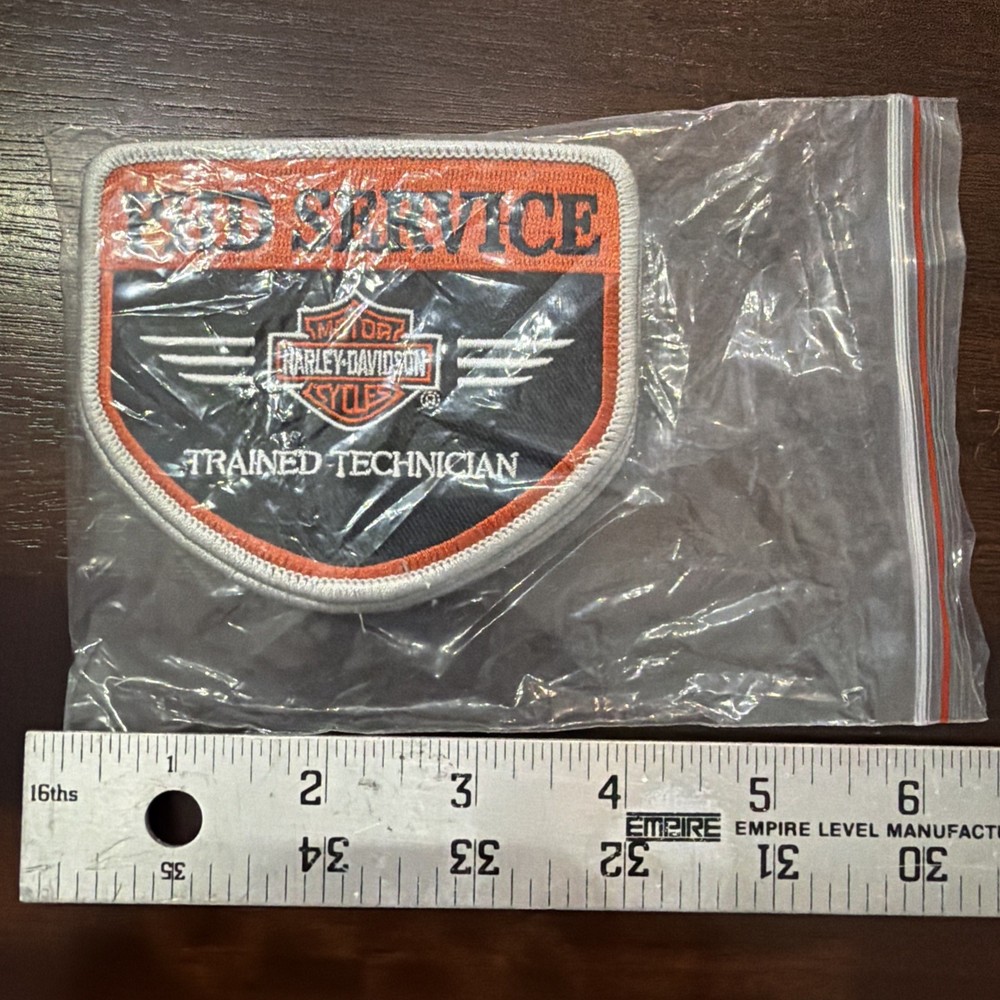 H-D SERVICE
MOTOR
HARLEY-DAVIDSON
CYCLES
®
TRAINED TECHNICIAN
1 2 3 4 5 6
16ths
EMPIRE EMPIRE LEVEL MANUFACT
35 34 33 32 31 30